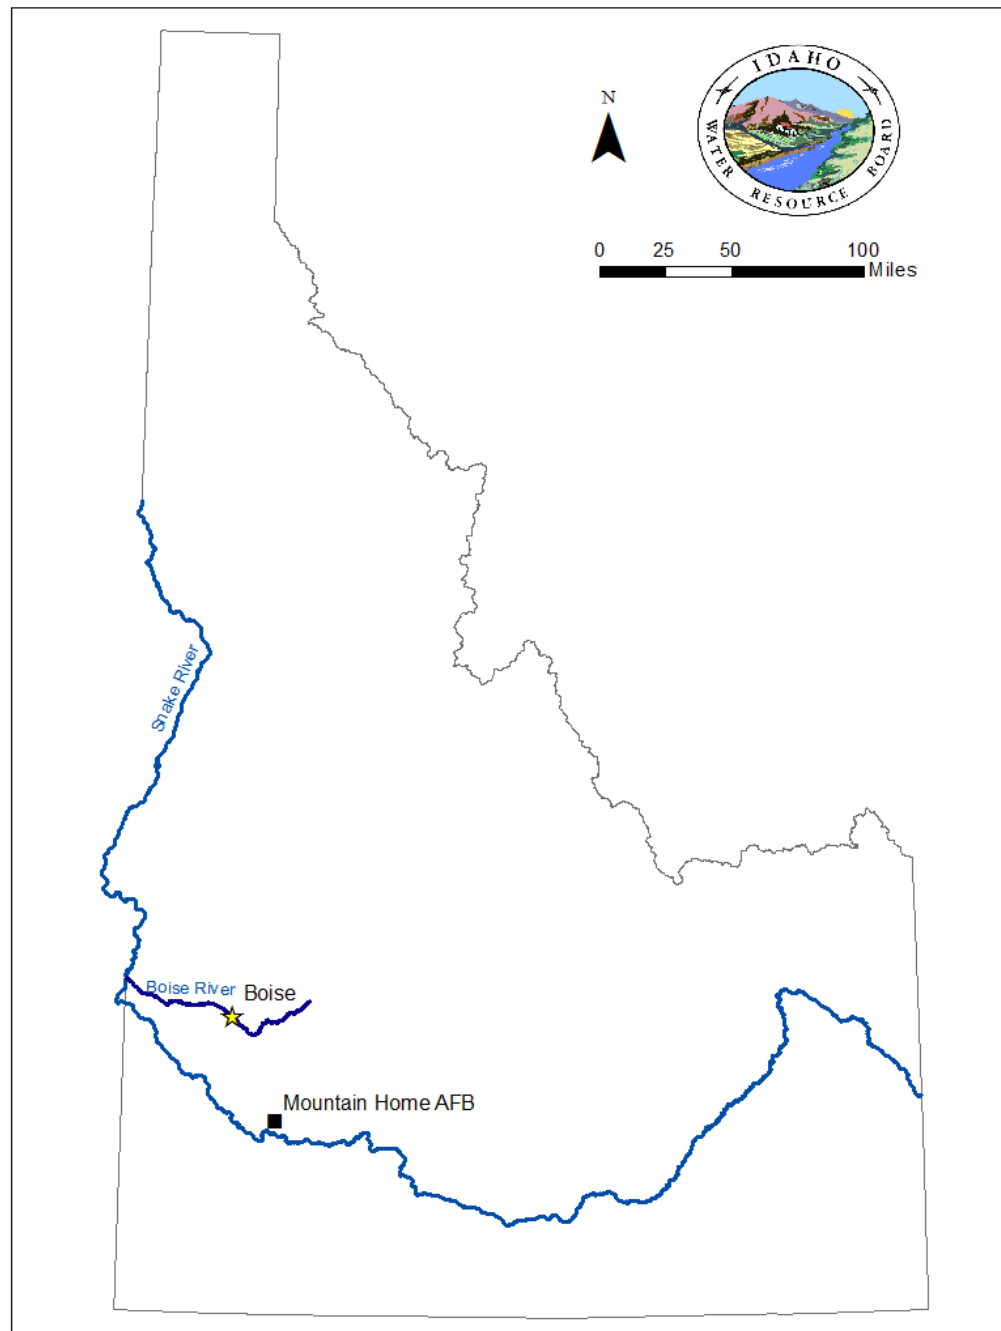 IDAHO
WATER RESOURCE BOARD
N
0 25 50 100
Miles
Snake River
Boise River
Boise
Mountain Home AFB